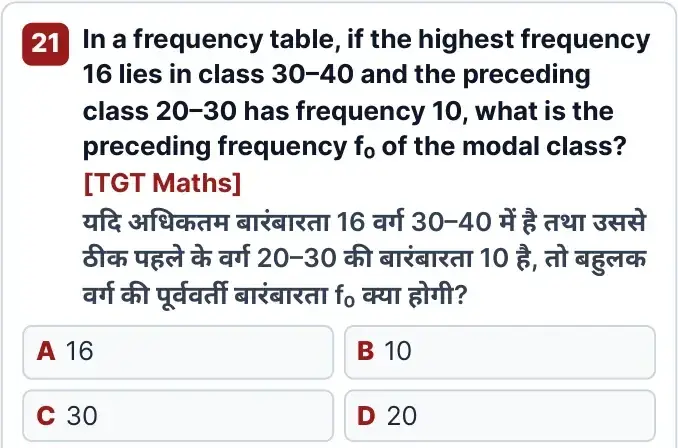 21 In a frequency table, if the highest frequency
16 lies in class 30–40 and the preceding
class 20–30 has frequency 10, what is the
preceding frequency f₀ of the modal class?
[TGT Maths]
यदि अधिकतम बारंबारता 16 वर्ग 30–40 में है तथा उससे
ठीक पहले के वर्ग 20–30 की बारंबारता 10 है, तो बहुलक
वर्ग की पूर्ववर्ती बारंबारता f₀ क्या होगी?
A 16
B 10
C 30
D 20